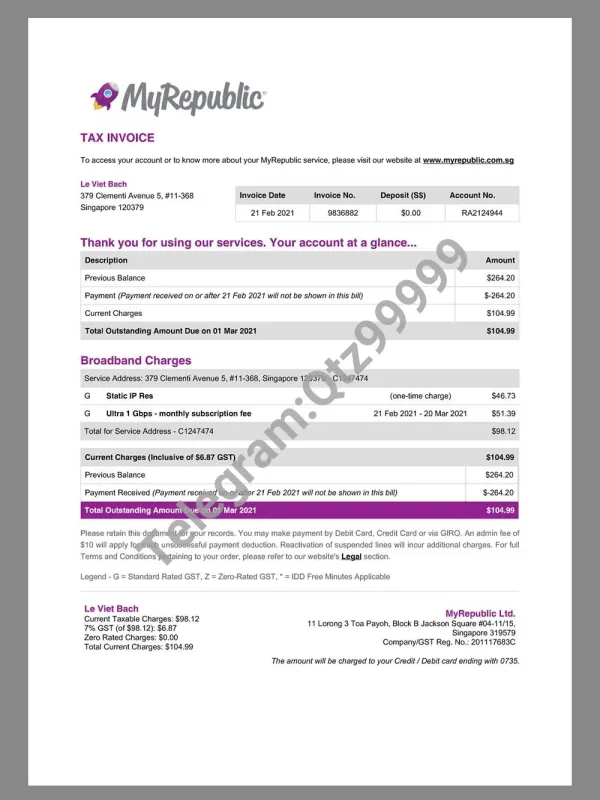 MyRepublic
TAX INVOICE
To access your account or to know more about your MyRepublic service, please visit our website at www.myrepublic.com.sg
Le Viet Bach
379 Clementi Avenue 5, #11-368
Singapore 120379
Invoice Date Invoice No. Deposit (S$) Account No.
21 Feb 2021 9836882 $0.00 RA2124944
Thank you for using our services. Your account at a glance...
Description Amount
Previous Balance $264.20
Payment (Payment received on or after 21 Feb 2021 will not be shown in this bill) $-264.20
Current Charges $104.99
Total Outstanding Amount Due on 01 Mar 2021 $104.99
Broadband Charges
Service Address: 379 Clementi Avenue 5, #11-368, Singapore 120379 - C1247474
G Static IP Res (one-time charge) $46.73
G Ultra 1 Gbps - monthly subscription fee 21 Feb 2021 - 20 Mar 2021 $51.39
Total for Service Address - C1247474 $98.12
Current Charges (Inclusive of $6.87 GST) $104.99
Previous Balance $264.20
Payment Received (Payment received on or after 21 Feb 2021 will not be shown in this bill) $-264.20
Total Outstanding Amount Due on 01 Mar 2021 $104.99
Please retain this document for your records. You may make payment by Debit Card, Credit Card or via GIRO. An admin fee of
$10 will apply for each unsuccessful payment deduction. Reactivation of suspended lines will incur additional charges. For full
Terms and Conditions pertaining to your order, please refer to our website's Legal section.
Legend - G = Standard Rated GST, Z = Zero-Rated GST, * = IDD Free Minutes Applicable
Le Viet Bach
Current Taxable Charges: $98.12
7% GST (of $98.12): $6.87
Zero Rated Charges: $0.00
Total Current Charges: $104.99
MyRepublic Ltd.
11 Lorong 3 Toa Payoh, Block B Jackson Square #04-11/15,
Singapore 319579
Company/GST Reg. No.: 201117683C
The amount will be charged to your Credit / Debit card ending with 0735.
Telegram:Qtz99999